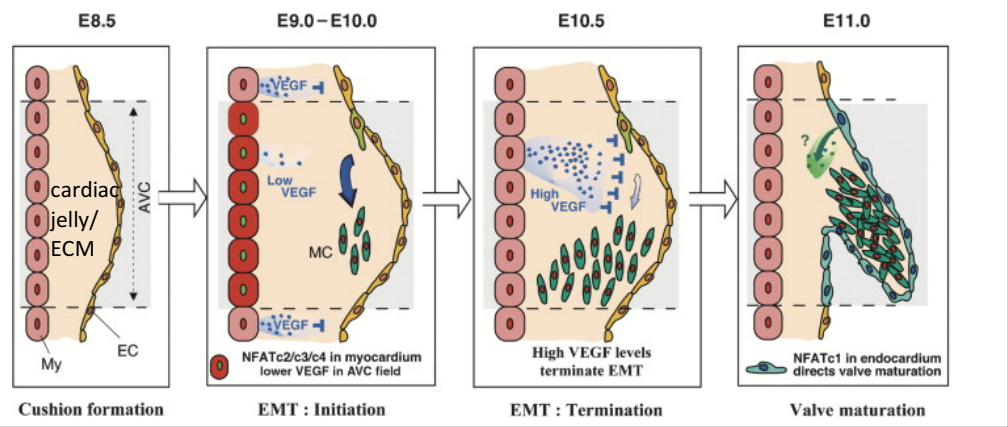 E8.5
E9.0–E10.0
E10.5
E11.0
cardiac
jelly/
ECM
AVC
My
EC
Cushion formation
VEGF
Low
VEGF
MC
VEGF
NFATc2/c3/c4 in myocardium
lower VEGF in AVC field
EMT : Initiation
High
VEGF
High VEGF levels
terminate EMT
EMT : Termination
?
NFATc1 in endocardium
directs valve maturation
Valve maturation